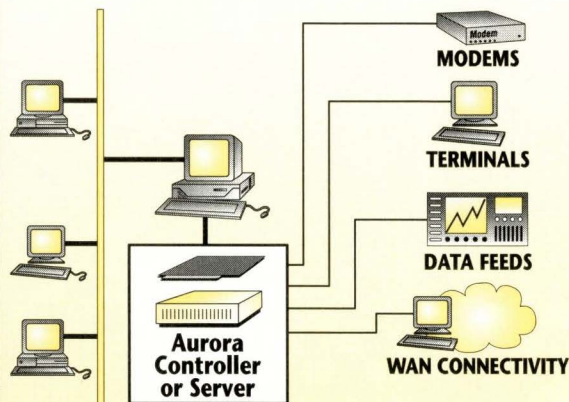 Modem
MODEMS
TERMINALS
DATA FEEDS
WAN CONNECTIVITY
Aurora
Controller
or Server